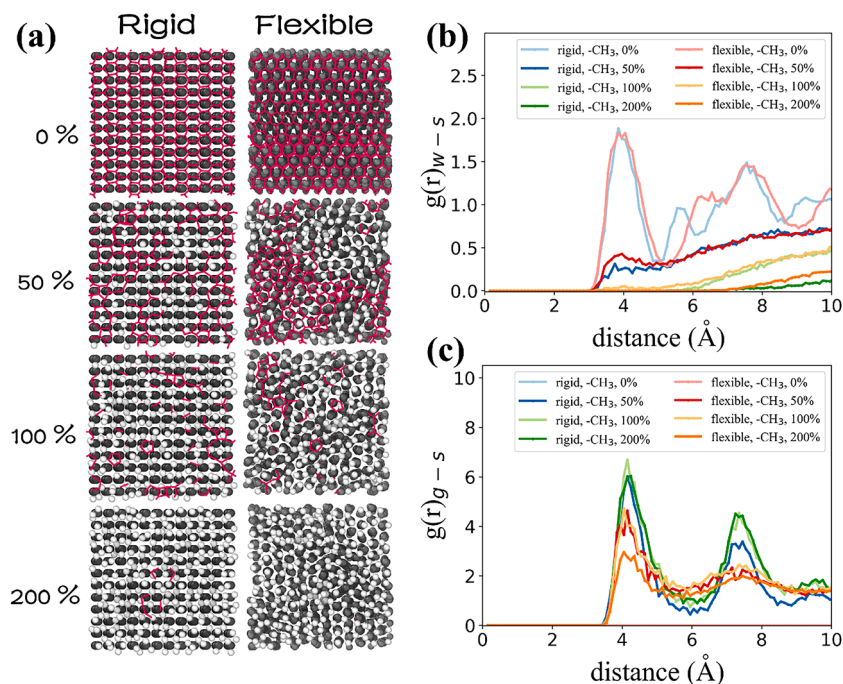 (a)
Rigid
Flexible
0 %
50 %
100 %
200 %
(b)
rigid, -CH3, 0%
rigid, -CH3, 50%
rigid, -CH3, 100%
rigid, -CH3, 200%
flexible, -CH3, 0%
flexible, -CH3, 50%
flexible, -CH3, 100%
flexible, -CH3, 200%
g(r)w − s
2.5
2.0
1.5
1.0
0.5
0.0
0 2 4 6 8 10
distance (Å)
(c)
rigid, -CH3, 0%
rigid, -CH3, 50%
rigid, -CH3, 100%
rigid, -CH3, 200%
flexible, -CH3, 0%
flexible, -CH3, 50%
flexible, -CH3, 100%
flexible, -CH3, 200%
g(r)g − s
10
8
6
4
2
0
0 2 4 6 8 10
distance (Å)